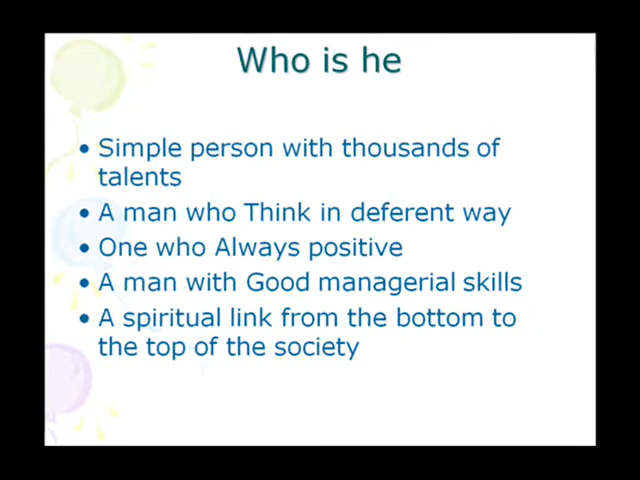 Who is he
• Simple person with thousands of
talents
• A man who Think in deferent way
• One who Always positive
• A man with Good managerial skills
• A spiritual link from the bottom to
the top of the society